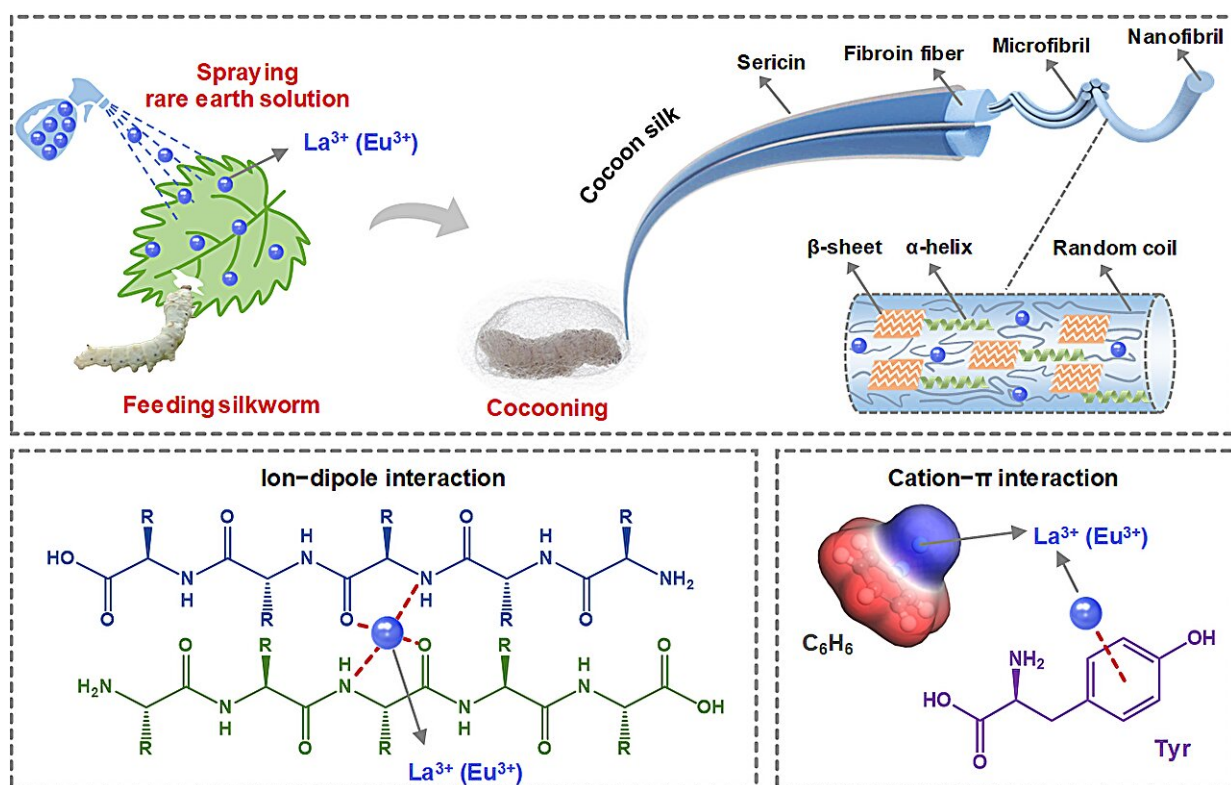 Spraying
rare earth solution
La³⁺ (Eu³⁺)
Feeding silkworm
Cocooning
Cocoon silk
Sericin
Fibroin fiber
Microfibril
Nanofibril
β-sheet
α-helix
Random coil
Ion-dipole interaction
R
O
H
N
R
O
H
N
R
HO
N
H
N
H
NH₂
O
R
O
R
O
O
R
H
N
O
R
O
H₂N
N
H
N
H
OH
R
O
R
O
R
La³⁺ (Eu³⁺)
Cation-π interaction
La³⁺ (Eu³⁺)
C₆H₆
OH
NH₂
HO
O
Tyr